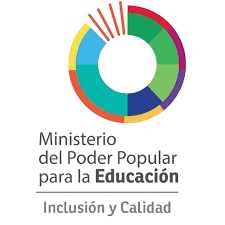 Ministerio
del Poder Popular
para la Educación
Inclusión y Calidad